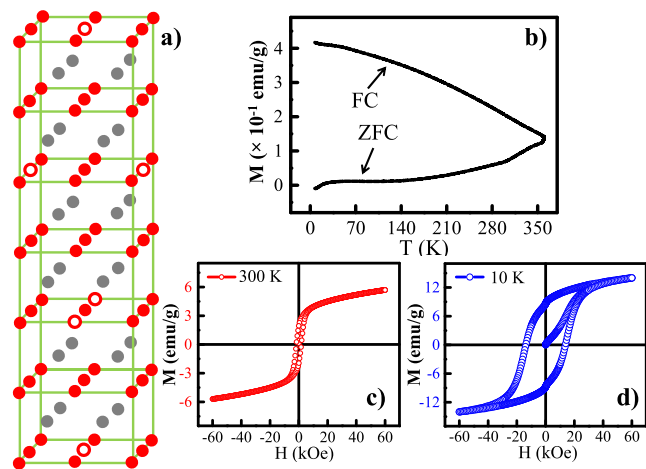 a)
b)
M (× 10⁻¹ emu/g)
4
3
2
1
0
FC
ZFC
0 70 140 210 280 350
T (K)
M (emu/g)
6
3
0
-3
-6
300 K
c)
-60 -40 -20 0 20 40 60
H (kOe)
M (emu/g)
12
6
0
-6
-12
10 K
d)
-60 -40 -20 0 20 40 60
H (kOe)